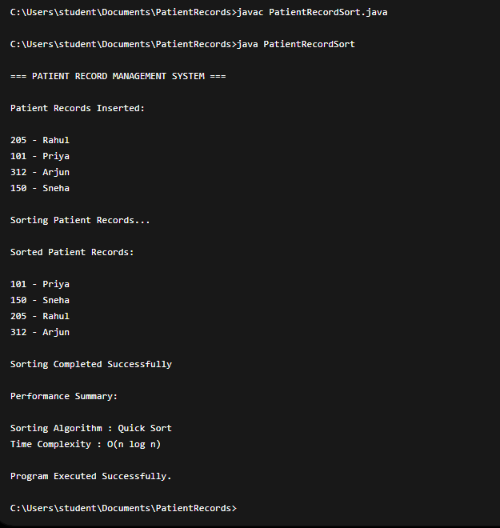 C:\Users\student\Documents\PatientRecords>javac PatientRecordSort.java
C:\Users\student\Documents\PatientRecords>java PatientRecordSort
=== PATIENT RECORD MANAGEMENT SYSTEM ===
Patient Records Inserted:
205 - Rahul
101 - Priya
312 - Arjun
150 - Sneha
Sorting Patient Records...
Sorted Patient Records:
101 - Priya
150 - Sneha
205 - Rahul
312 - Arjun
Sorting Completed Successfully
Performance Summary:
Sorting Algorithm : Quick Sort
Time Complexity : O(n log n)
Program Executed Successfully.
C:\Users\student\Documents\PatientRecords>